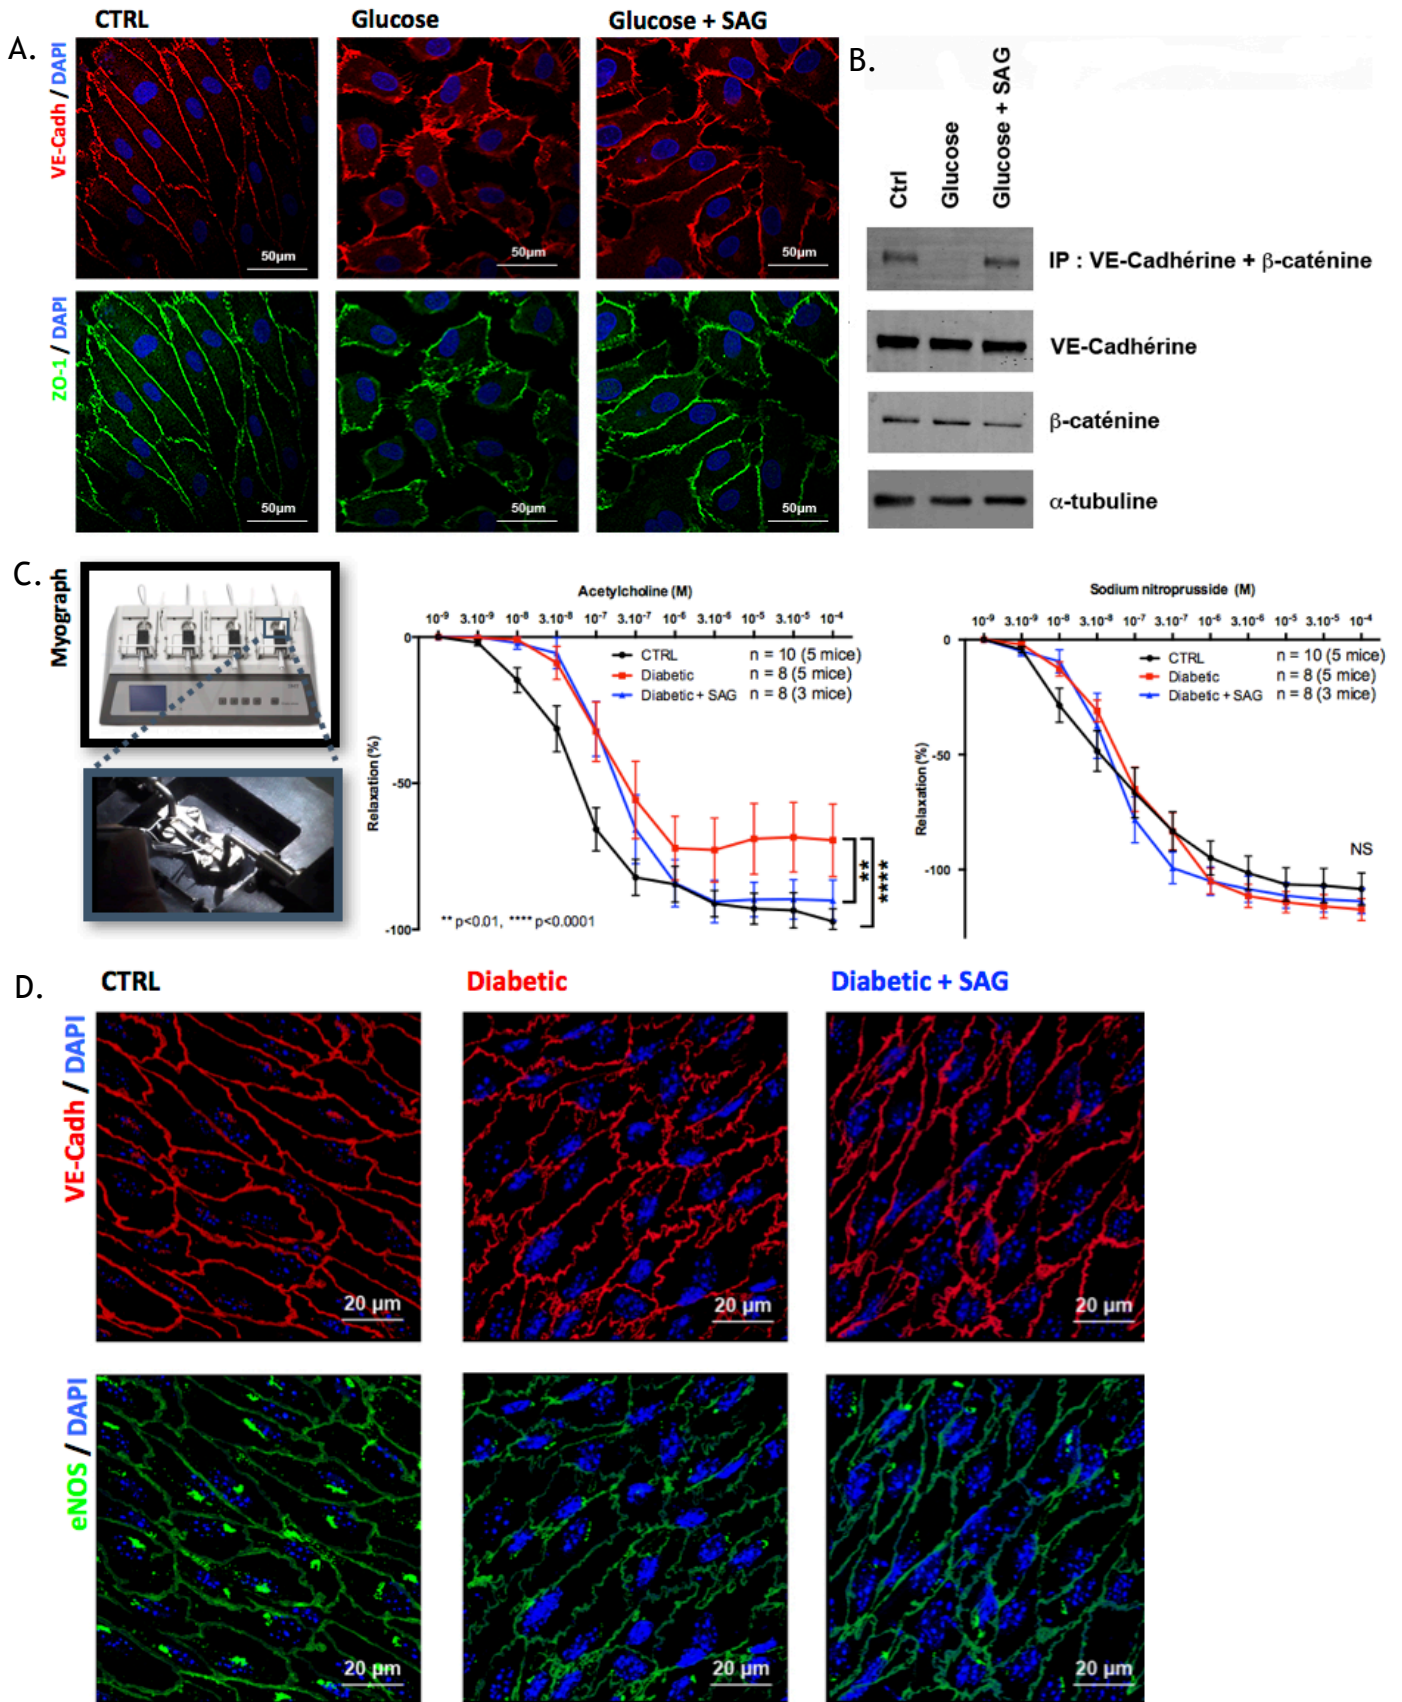 A.
CTRL
Glucose
Glucose + SAG
VE-Cadh / DAPI
50µm
50µm
50µm
ZO-1 / DAPI
50µm
50µm
50µm
B.
Ctrl
Glucose
Glucose + SAG
IP : VE-Cadhérine + β-caténine
VE-Cadhérine
β-caténine
α-tubuline
C.
Myograph
Acetylcholine (M)
10-9 3.10-9 10-8 3.10-8 10-7 3.10-7 10-6 3.10-6 10-5 3.10-5 10-4
0
-50
-100
Relaxation (%)
CTRL n = 10 (5 mice)
Diabetic n = 8 (5 mice)
Diabetic + SAG n = 8 (3 mice)
**
****
** p<0.01, **** p<0.0001
Sodium nitroprusside (M)
10-9 3.10-9 10-8 3.10-8 10-7 3.10-7 10-6 3.10-6 10-5 3.10-5 10-4
0
-50
-100
Relaxation (%)
CTRL n = 10 (5 mice)
Diabetic n = 8 (5 mice)
Diabetic + SAG n = 8 (3 mice)
NS
D.
CTRL
Diabetic
Diabetic + SAG
VE-Cadh / DAPI
20 µm
20 µm
20 µm
eNOS / DAPI
20 µm
20 µm
20 µm